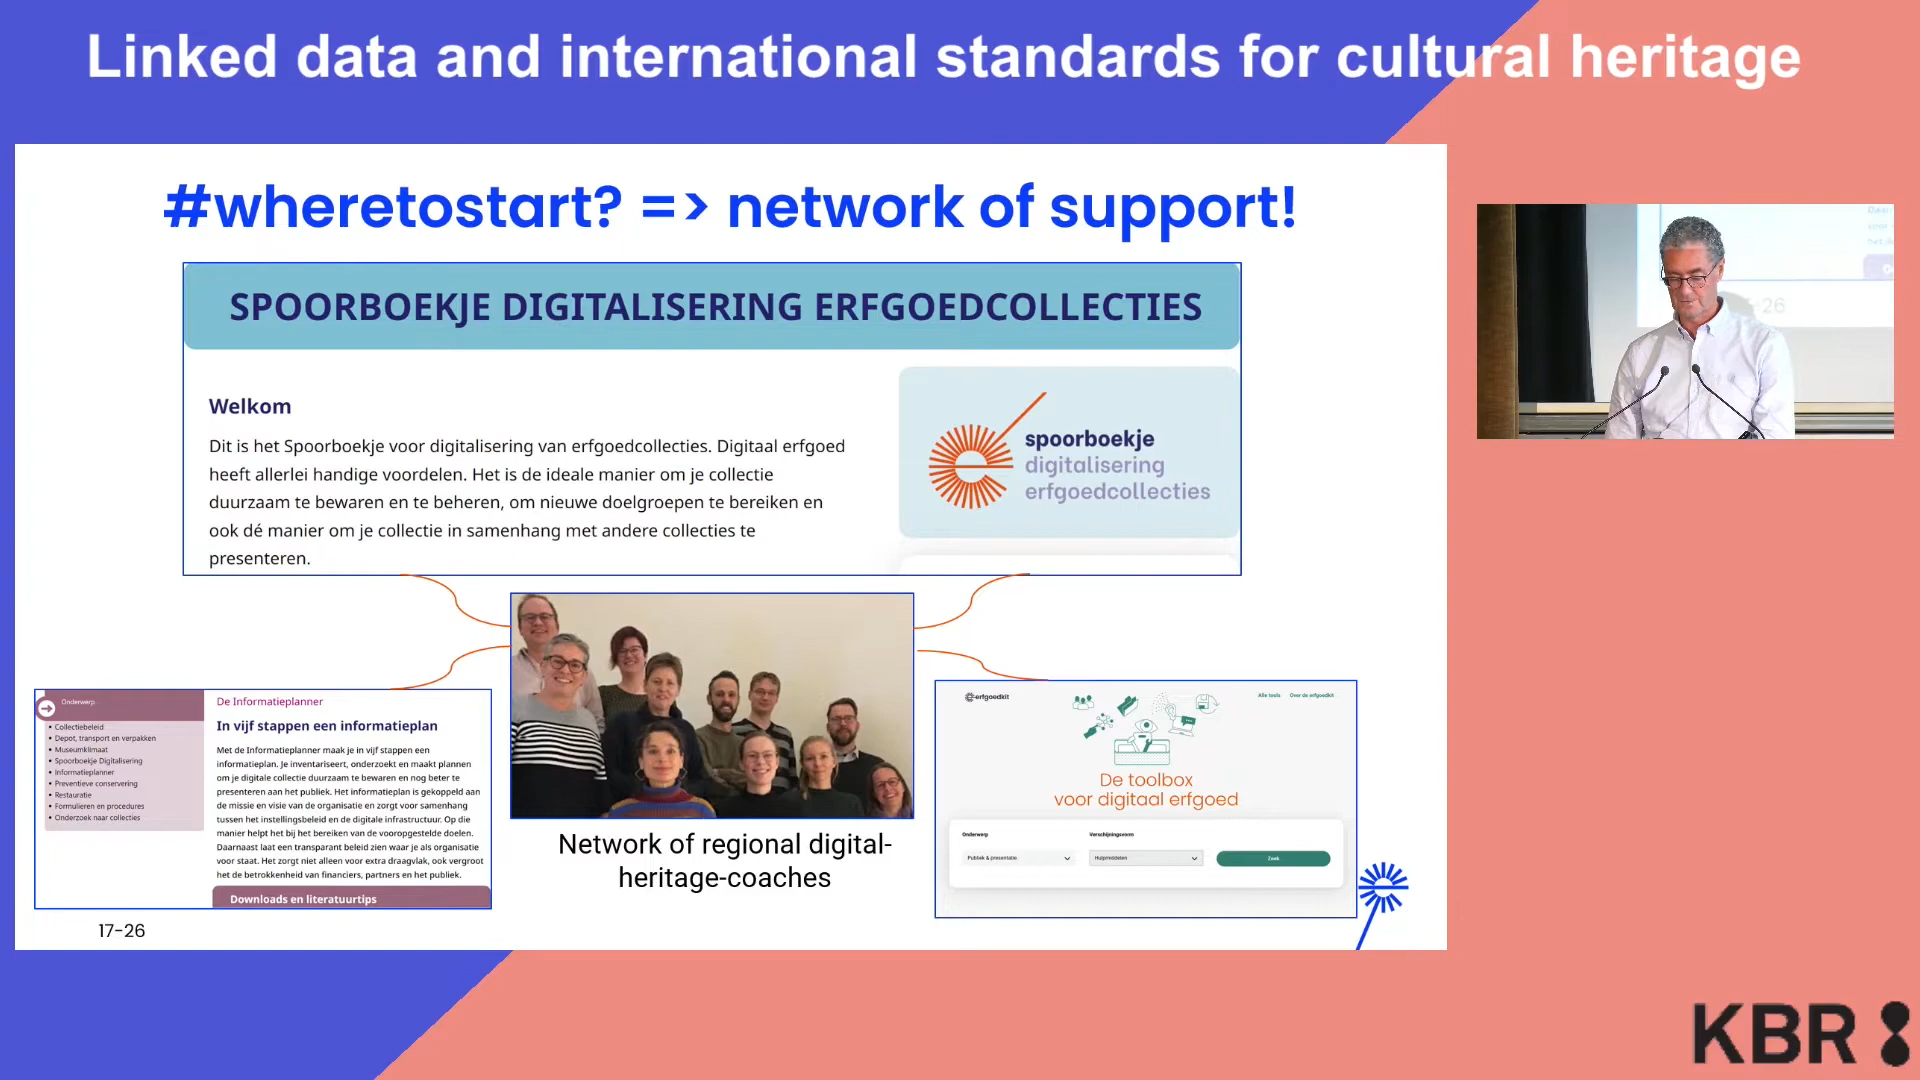 Linked data and international standards for cultural heritage
#wheretostart? => network of support!
SPOORBOEKJE DIGITALISERING ERFGOEDCOLLECTIES
Welkom
Dit is het Spoorboekje voor digitalisering van erfgoedcollecties. Digitaal erfgoed
heeft allerlei handige voordelen. Het is de ideale manier om je collectie
duurzaam te bewaren en te beheren, om nieuwe doelgroepen te bereiken en
ook dé manier om je collectie in samenhang met andere collecties te
presenteren.
spoorboekje
digitalisering
erfgoedcollecties
Onderwerp
Collectiebeleid
Depot, transport en verpakken
Museumklimaat
Spoorboekje Digitalisering
Informatieplanner
Preventieve conservering
Restauratie
Formulieren en procedures
Onderzoek naar collecties
De Informatieplanner
In vijf stappen een informatieplan
Met de Informatieplanner maak je in vijf stappen een
informatieplan. Je inventariseert, onderzoekt en maakt plannen
om je digitale collectie duurzaam te bewaren en nog beter te
presenteren aan het publiek. Het informatieplan is gekoppeld aan
de missie en visie van de organisatie en zorgt voor samenhang
tussen het instellingsbeleid en de digitale infrastructuur. Op die
manier helpt het bij het bereiken van de vooropgestelde doelen.
Daarnaast laat een transparant beleid zien waar je als organisatie
voor staat. Het zorgt niet alleen voor extra draagvlak, ook vergroot
het de betrokkenheid van financiers, partners en het publiek.
Downloads en literatuurtips
Network of regional digital-
heritage-coaches
erfgoedkit
Alle tools Over de erfgoedkit
De toolbox
voor digitaal erfgoed
Onderwerp Verschijningsvorm
Publiek & presentatie Hulpmiddelen Zoek
17-26
KBR